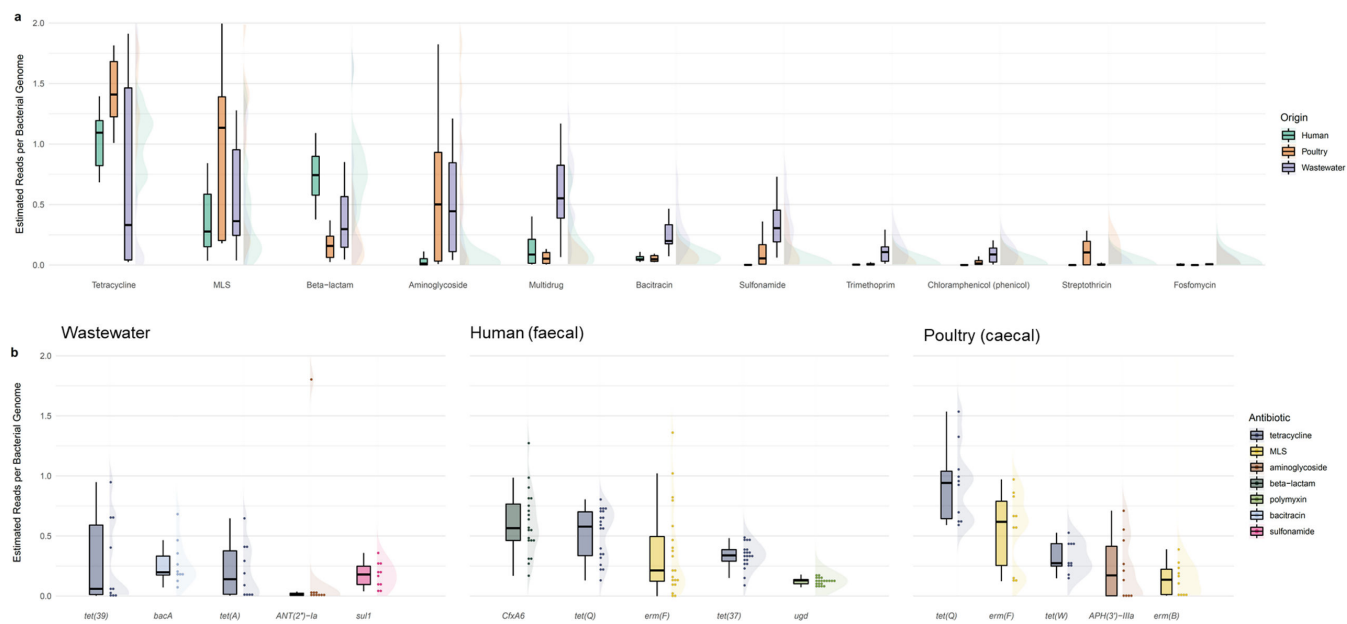 a
Estimated Reads per Bacterial Genome
2.0
1.5
1.0
0.5
0.0
Tetracycline MLS Beta−lactam Aminoglycoside Multidrug Bacitracin Sulfonamide Trimethoprim Chloramphenicol (phenicol) Streptothricin Fosfomycin
Origin
Human
Poultry
Wastewater
b
Wastewater Human (faecal) Poultry (caecal)
Estimated Reads per Bacterial Genome
2.0
1.5
1.0
0.5
0.0
tet(39) bacA tet(A) ANT(2'')−Ia sul1 CfxA6 tet(Q) erm(F) tet(37) ugd tet(Q) erm(F) tet(W) APH(3')−IIIa erm(B)
Antibiotic
tetracycline
MLS
aminoglycoside
beta−lactam
polymyxin
bacitracin
sulfonamide